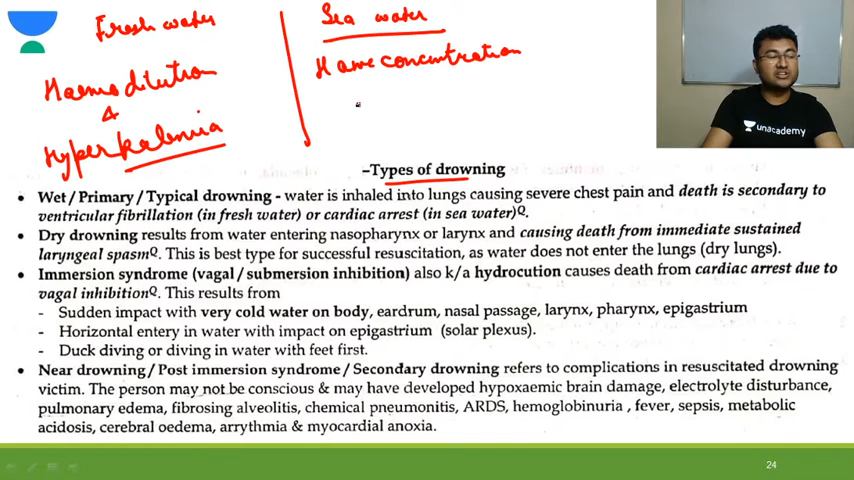 Fresh water
Haemodilution
&
Hyperkalemia
Sea water
Haemoconcentration
unacademy
–Types of drowning
• Wet / Primary / Typical drowning - water is inhaled into lungs causing severe chest pain and death is secondary to
ventricular fibrillation (in fresh water) or cardiac arrest (in sea water)Q.
• Dry drowning results from water entering nasopharynx or larynx and causing death from immediate sustained
laryngeal spasmQ. This is best type for successful resuscitation, as water does not enter the lungs (dry lungs).
• Immersion syndrome (vagal / submersion inhibition) also k/a hydrocution causes death from cardiac arrest due to
vagal inhibitionQ. This results from
- Sudden impact with very cold water on body, eardrum, nasal passage, larynx, pharynx, epigastrium
- Horizontal entery in water with impact on epigastrium (solar plexus).
- Duck diving or diving in water with feet first.
• Near drowning / Post immersion syndrome / Secondary drowning refers to complications in resuscitated drowning
victim. The person may not be conscious & may have developed hypoxaemic brain damage, electrolyte disturbance,
pulmonary edema, fibrosing alveolitis, chemical pneumonitis, ARDS, hemoglobinuria , fever, sepsis, metabolic
acidosis, cerebral oedema, arrythmia & myocardial anoxia.
24